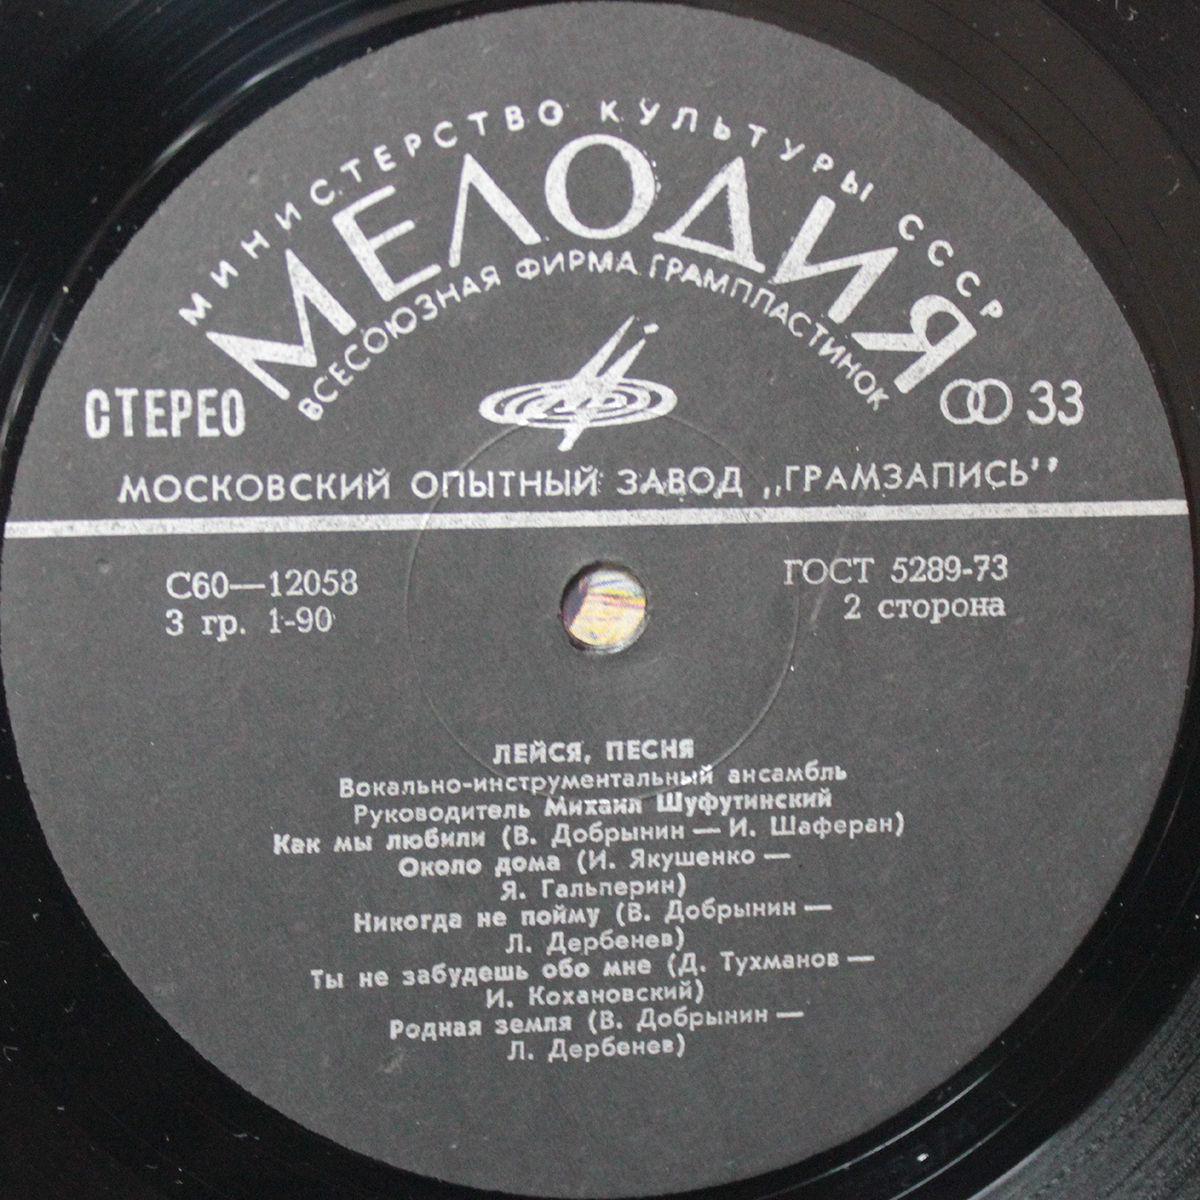 МИНИСТЕРСТВО КУЛЬТУРЫ СССР
МЕЛОДИЯ
ВСЕСОЮЗНАЯ ФИРМА ГРАМПЛАСТИНОК
СТЕРЕО
33
МОСКОВСКИЙ ОПЫТНЫЙ ЗАВОД „ГРАМЗАПИСЬ”
С60—12058
ГОСТ 5289-73
3 гр. 1-90
2 сторона
ЛЕЙСЯ, ПЕСНЯ
Вокально-инструментальный ансамбль
Руководитель Михаил Шуфутинский
Как мы любили (В. Добрынин — И. Шаферан)
Около дома (И. Якушенко —
Я. Гальперин)
Никогда не пойму (В. Добрынин —
Л. Дербенев)
Ты не забудешь обо мне (Д. Тухманов —
И. Кохановский)
Родная земля (В. Добрынин —
Л. Дербенев)